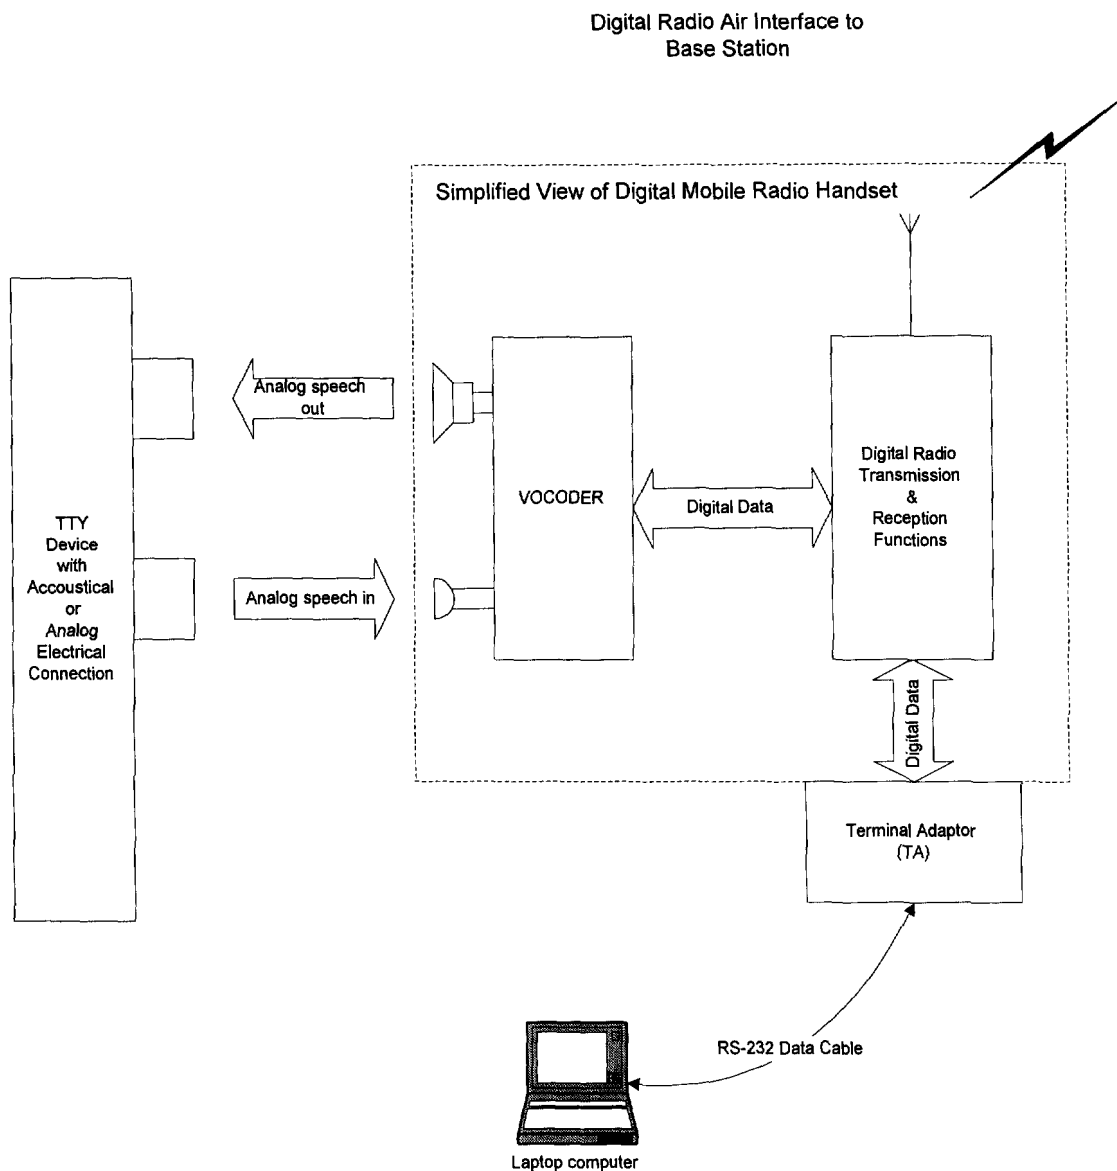 Digital Radio Air Interface to
Base Station
Simplified View of Digital Mobile Radio Handset
Analog speech
out
VOCODER
Digital Data
Digital Radio
Transmission
&
Reception
Functions
TTY
Device
with
Accoustical
or
Analog
Electrical
Connection
Analog speech in
Digital Data
Terminal Adaptor
(TA)
RS-232 Data Cable
Laptop computer